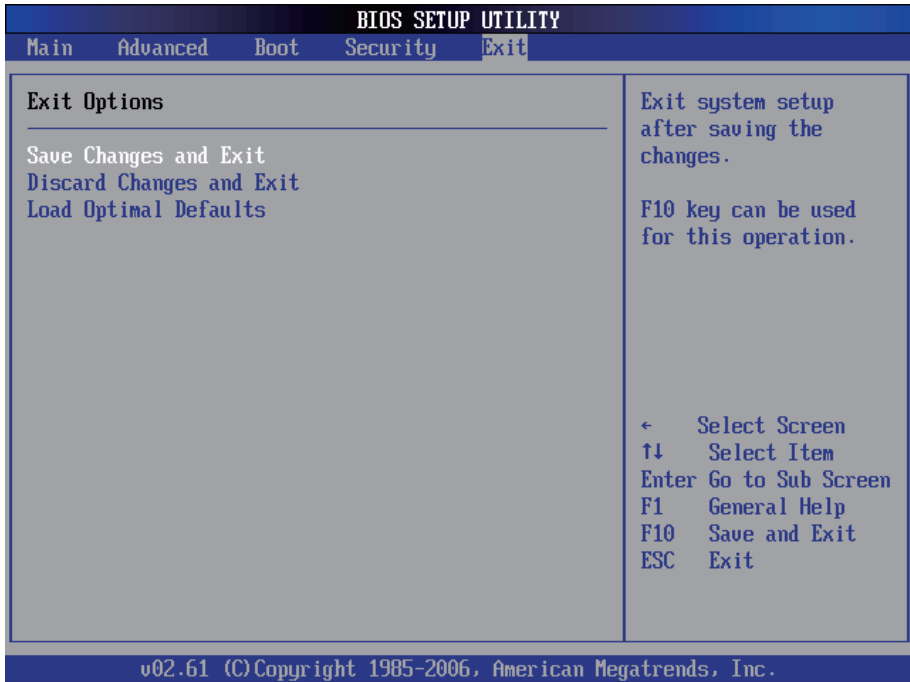 BIOS SETUP UTILITY
Main Advanced Boot Security Exit
Exit Options
Save Changes and Exit
Discard Changes and Exit
Load Optimal Defaults
Exit system setup
after saving the
changes.
F10 key can be used
for this operation.
← Select Screen
↑↓ Select Item
Enter Go to Sub Screen
F1 General Help
F10 Save and Exit
ESC Exit
v02.61 (C)Copyright 1985-2006, American Megatrends, Inc.